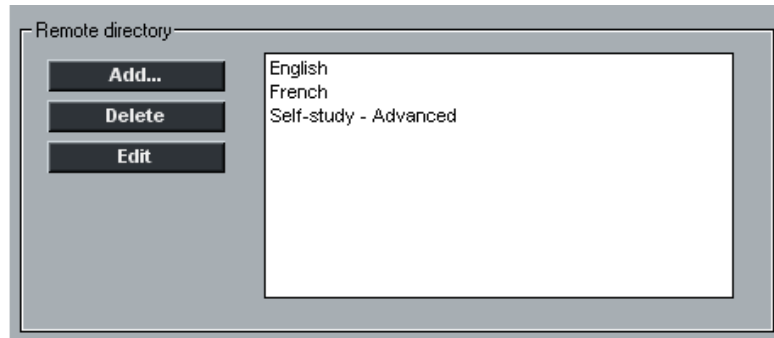 Remote directory
Add...
Delete
Edit
English
French
Self-study - Advanced